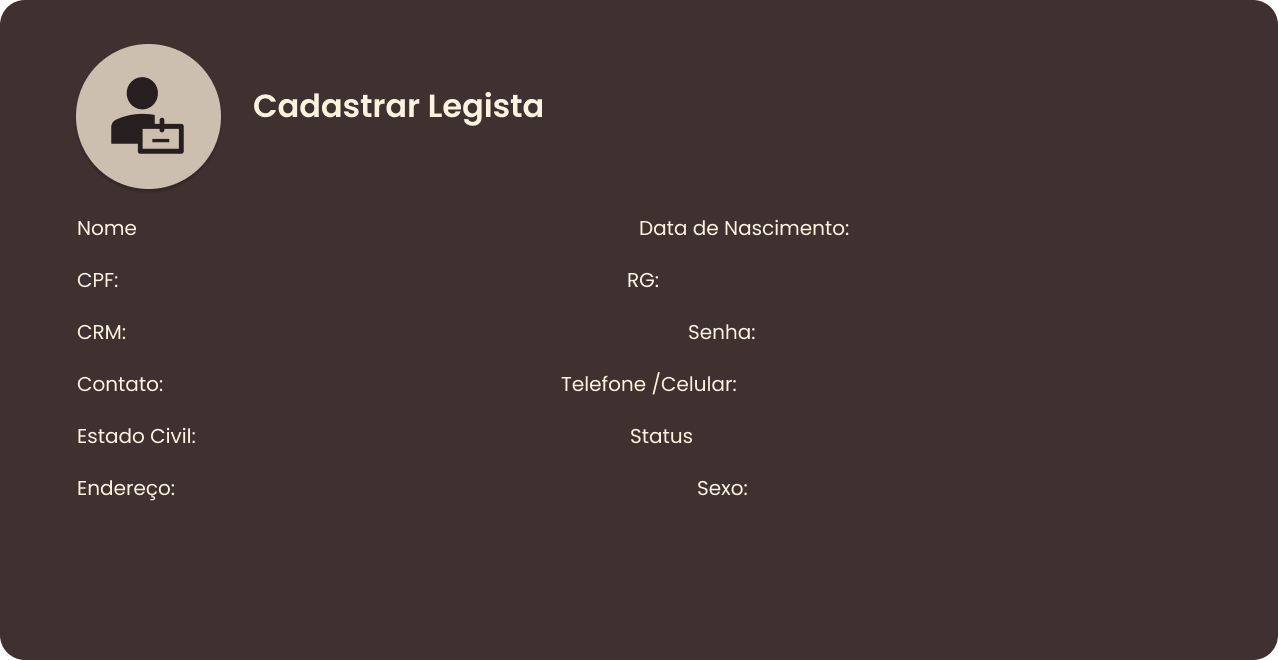 Cadastrar Legista
Nome Data de Nascimento:
CPF: RG:
CRM: Senha:
Contato: Telefone /Celular:
Estado Civil: Status
Endereço: Sexo: